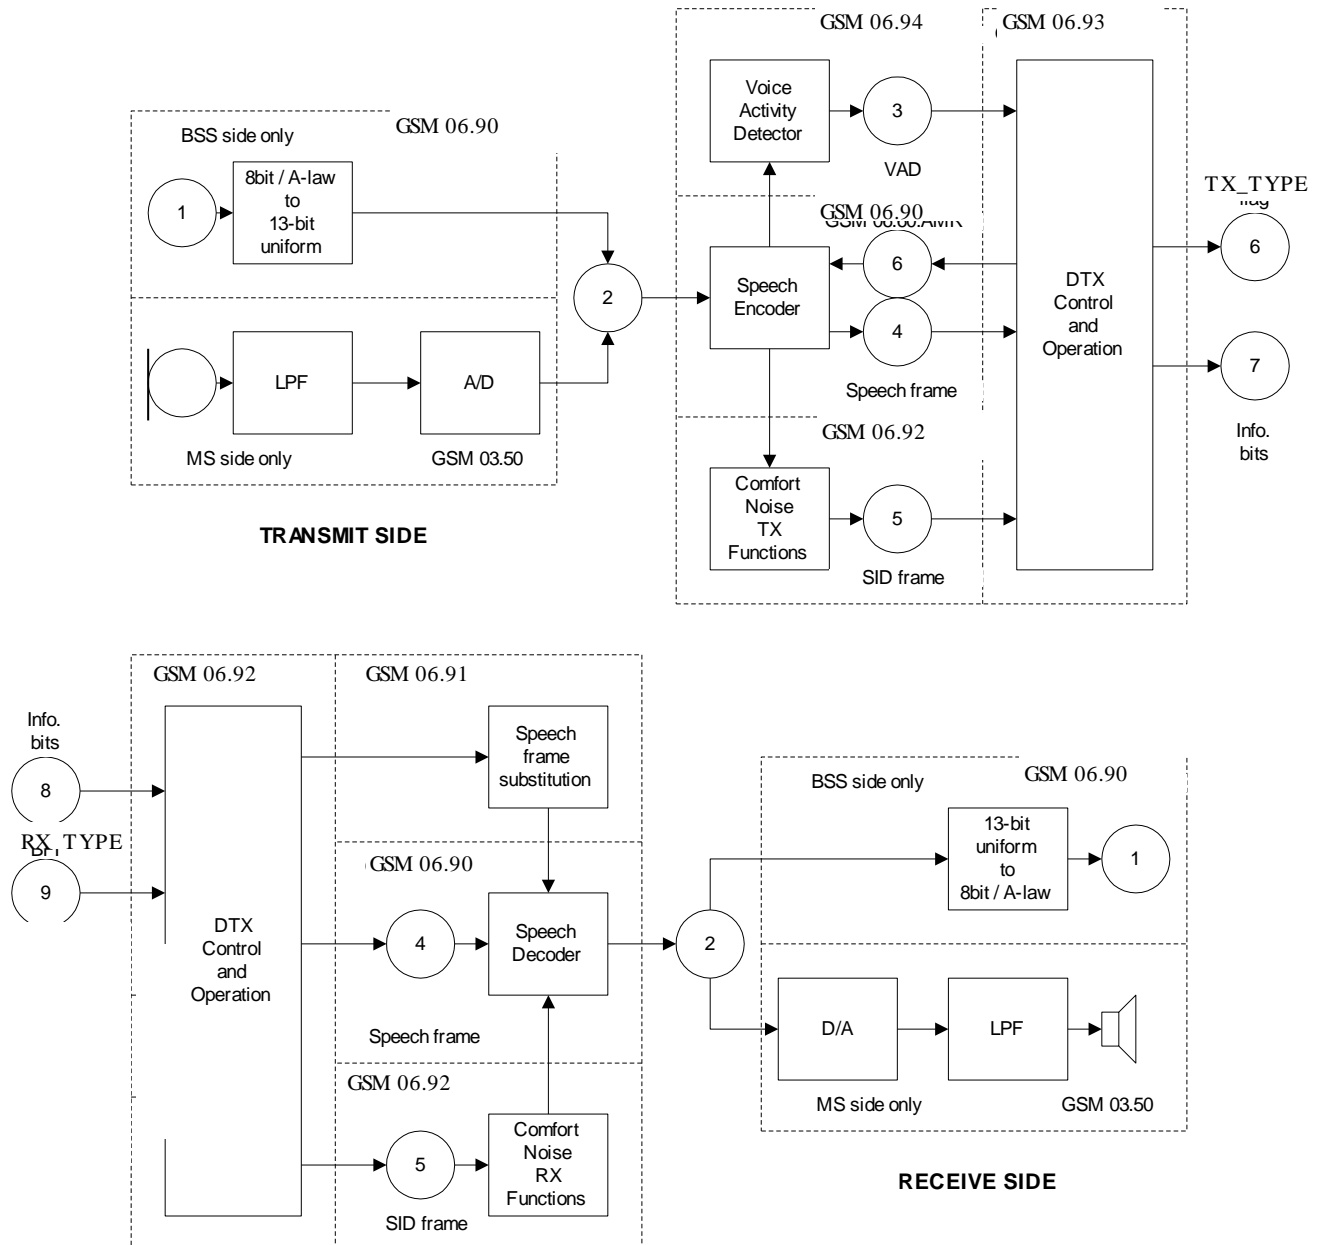 GSM 06.94
GSM 06.93
Voice
Activity
Detector
3
VAD
GSM 06.90
BSS side only
1
8bit / A-law
to
13-bit
uniform
2
LPF
A/D
MS side only
GSM 03.50
TRANSMIT SIDE
GSM 06.90
Speech
Encoder
6
4
Speech frame
GSM 06.92
Comfort
Noise
TX
Functions
5
SID frame
DTX
Control
and
Operation
TX_TYPE
6
7
Info.
bits
GSM 06.92
GSM 06.91
Info.
bits
8
RX_TYPE
9
DTX
Control
and
Operation
Speech
frame
substitution
GSM 06.90
4
Speech
Decoder
Speech frame
GSM 06.92
5
Comfort
Noise
RX
Functions
SID frame
2
BSS side only
GSM 06.90
13-bit
uniform
to
8bit / A-law
1
D/A
LPF
MS side only
GSM 03.50
RECEIVE SIDE